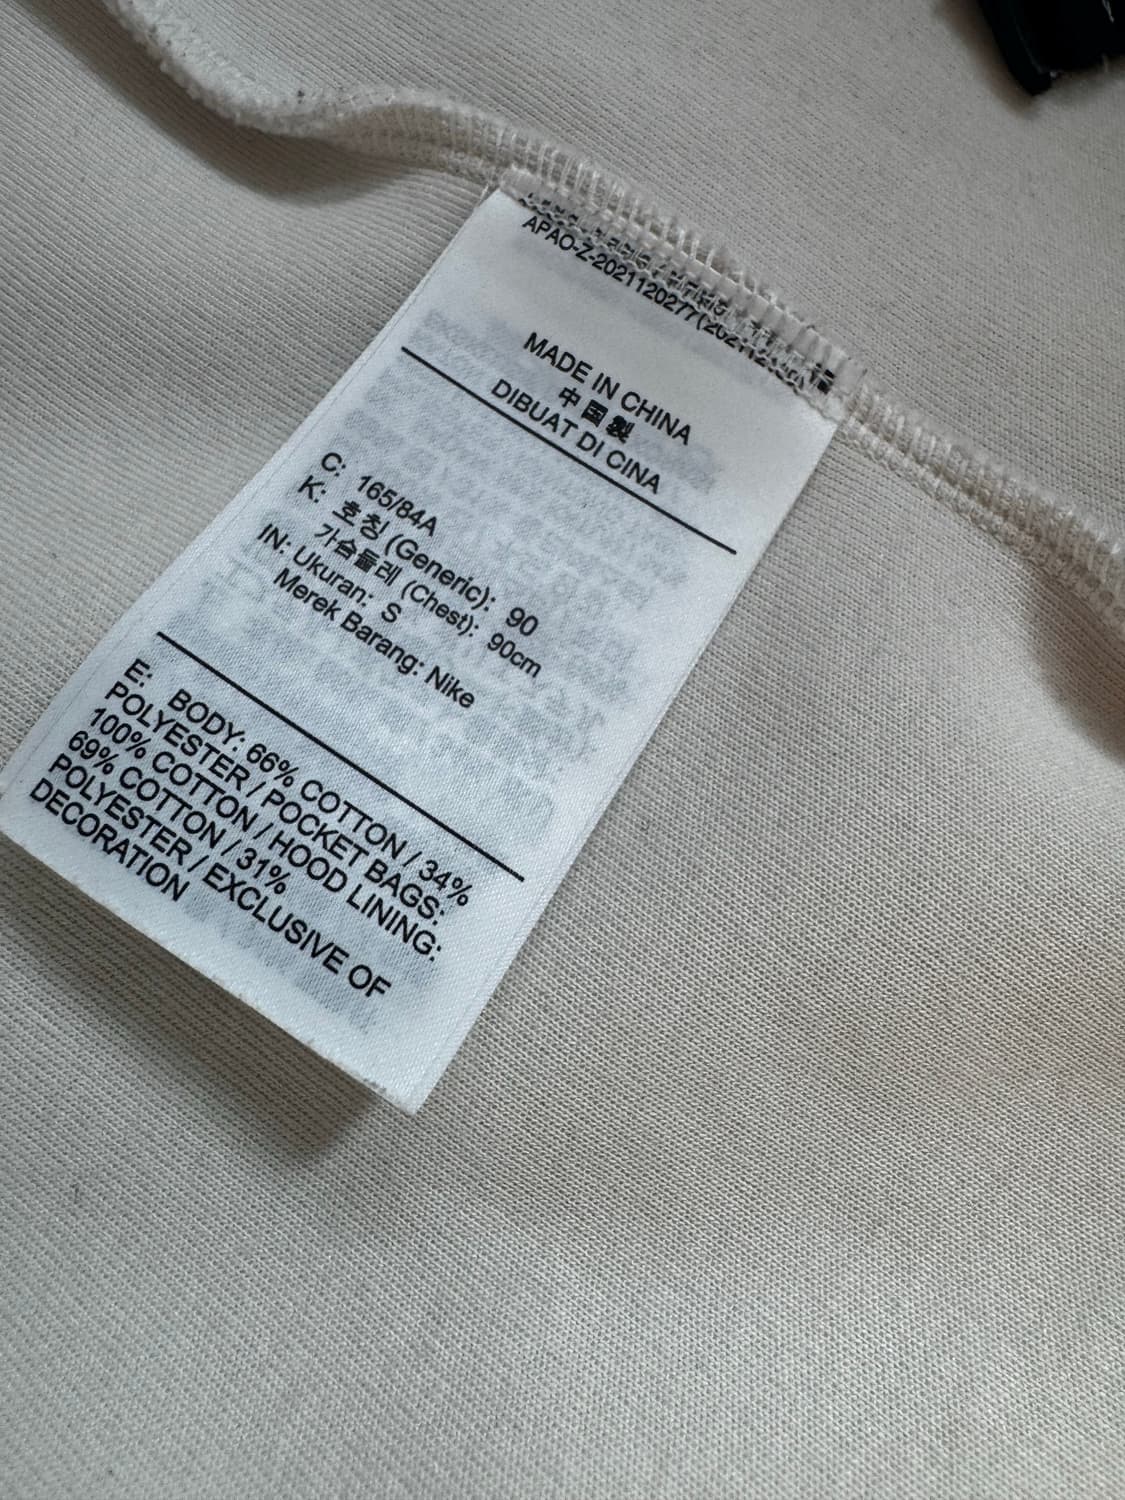 APAO-Z-2021120277(202112
MADE IN CHINA
中国製
DIBUAT DI CINA
C: 165/84A
K: 호칭 (Generic): 90
가슴둘레 (Chest): 90cm
IN: Ukuran: S
Merek Barang: Nike
E: BODY: 66% COTTON / 34%
POLYESTER / POCKET BAGS:
100% COTTON / HOOD LINING:
69% COTTON / 31%
POLYESTER / EXCLUSIVE OF
DECORATION